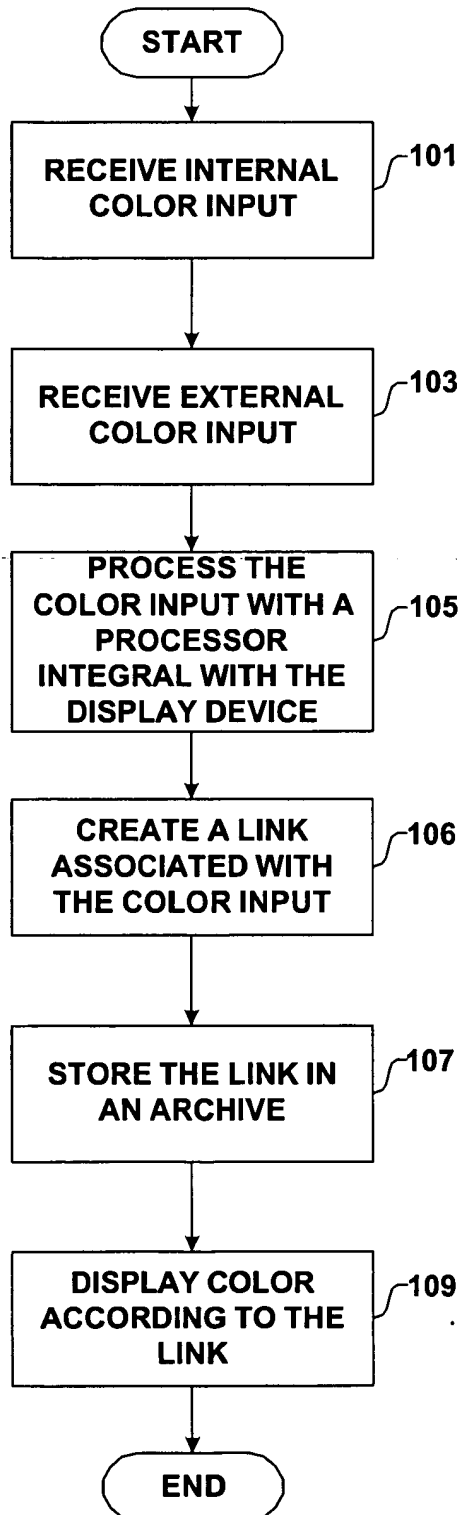 START
RECEIVE INTERNAL
COLOR INPUT
101
RECEIVE EXTERNAL
COLOR INPUT
103
PROCESS THE
COLOR INPUT WITH A
PROCESSOR
INTEGRAL WITH THE
DISPLAY DEVICE
105
CREATE A LINK
ASSOCIATED WITH
THE COLOR INPUT
106
STORE THE LINK IN
AN ARCHIVE
107
DISPLAY COLOR
ACCORDING TO THE
LINK
109
END